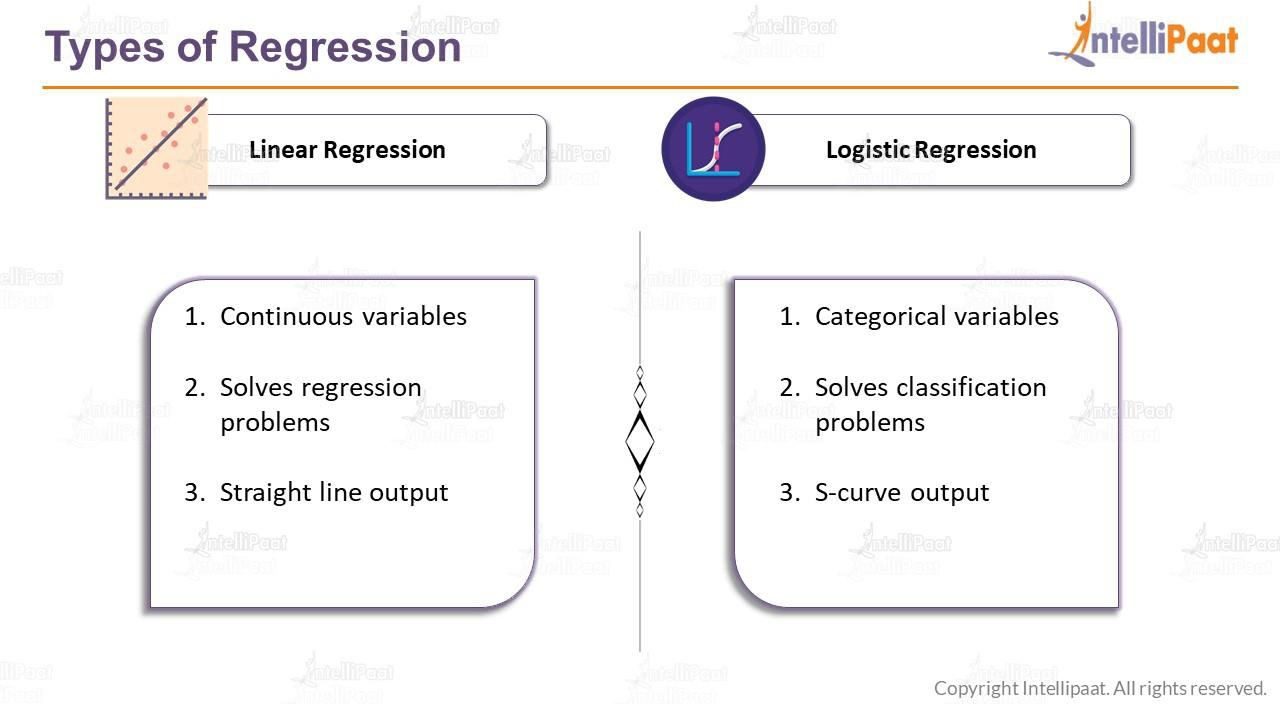 Types of Regression
IntelliPaat
Linear Regression
Logistic Regression
1. Continuous variables
2. Solves regression
problems
3. Straight line output
1. Categorical variables
2. Solves classification
problems
3. S-curve output
Copyright Intellipaat. All rights reserved.